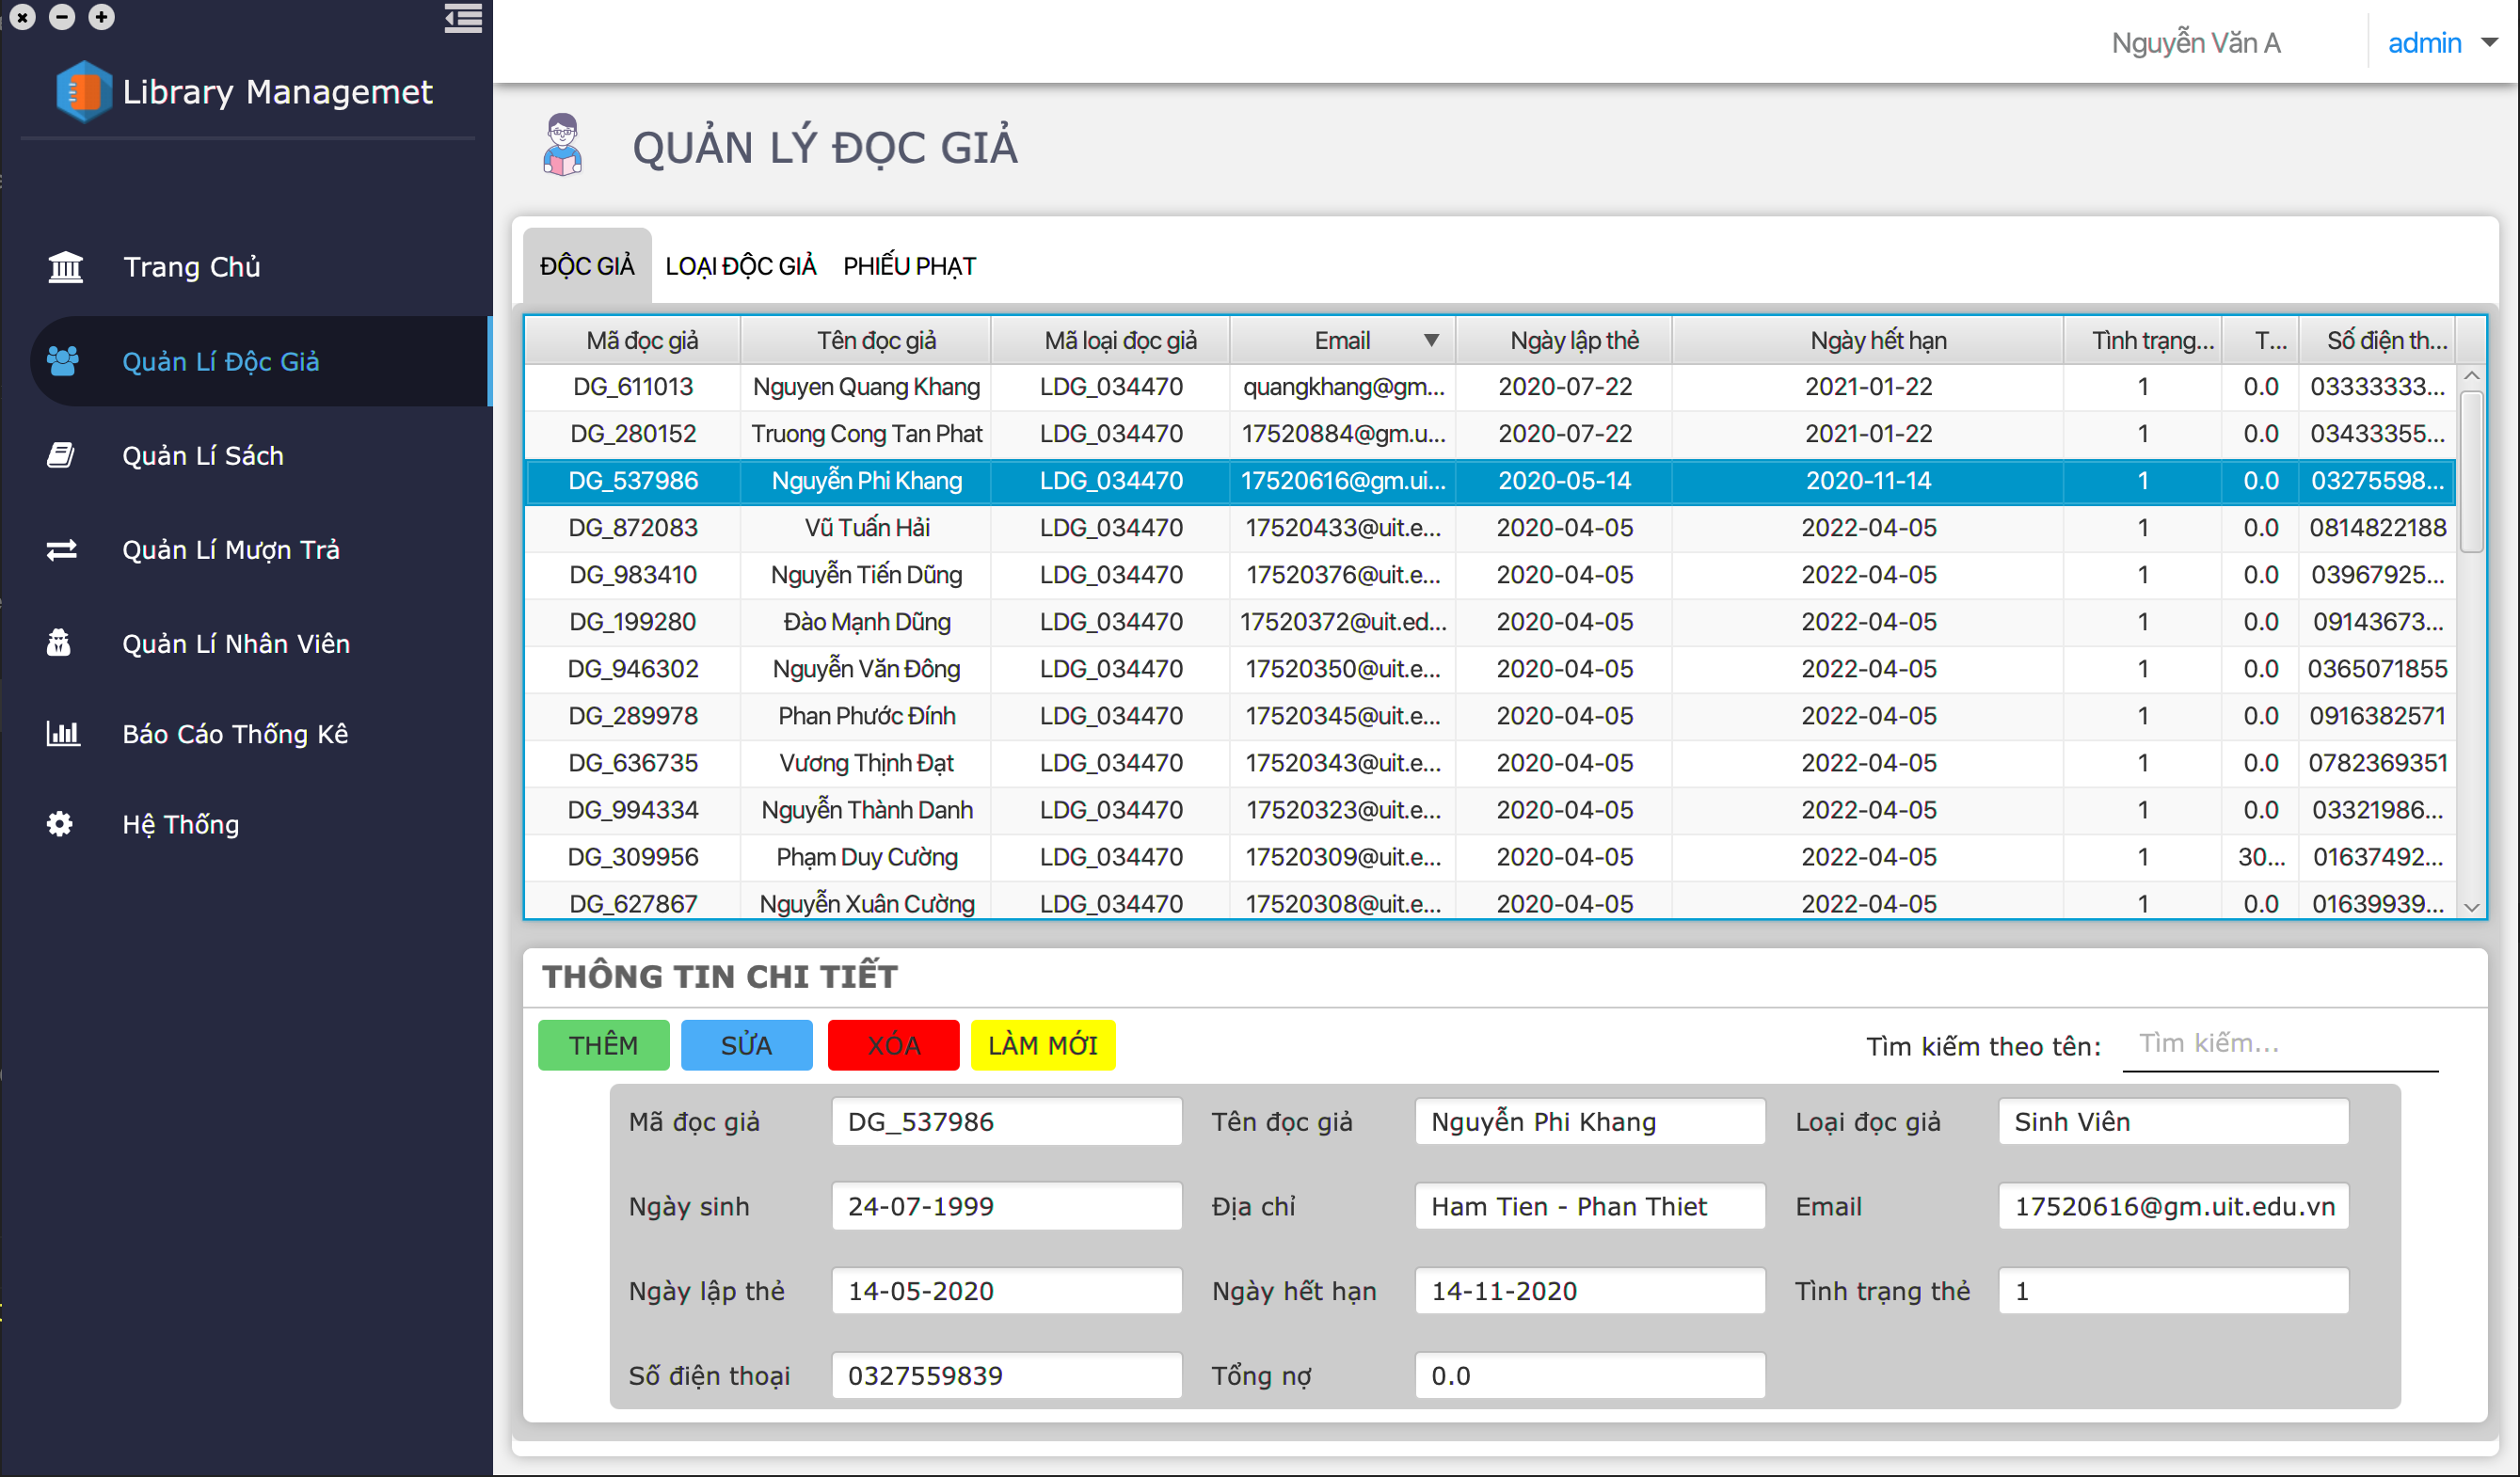 Library Managemet
Trang Chủ
Quản Lí Độc Giả
Quản Lí Sách
Quản Lí Mượn Trả
Quản Lí Nhân Viên
Báo Cáo Thống Kê
Hệ Thống
Nguyễn Văn A admin
QUẢN LÝ ĐỌC GIẢ
ĐỘC GIẢ LOẠI ĐỘC GIẢ PHIẾU PHẠT
Mã đọc giả Tên đọc giả Mã loại đọc giả Email Ngày lập thẻ Ngày hết hạn Tình trạng... T... Số điện th...
DG_611013 Nguyen Quang Khang LDG_034470 quangkhang@gm... 2020-07-22 2021-01-22 1 0.0 03333333...
DG_280152 Truong Cong Tan Phat LDG_034470 17520884@gm.u... 2020-07-22 2021-01-22 1 0.0 03433355...
DG_537986 Nguyễn Phi Khang LDG_034470 17520616@gm.ui... 2020-05-14 2020-11-14 1 0.0 03275598...
DG_872083 Vũ Tuấn Hải LDG_034470 17520433@uit.e... 2020-04-05 2022-04-05 1 0.0 0814822188
DG_983410 Nguyễn Tiến Dũng LDG_034470 17520376@uit.e... 2020-04-05 2022-04-05 1 0.0 03967925...
DG_199280 Đào Mạnh Dũng LDG_034470 17520372@uit.ed... 2020-04-05 2022-04-05 1 0.0 09143673...
DG_946302 Nguyễn Văn Đông LDG_034470 17520350@uit.e... 2020-04-05 2022-04-05 1 0.0 0365071855
DG_289978 Phan Phước Đính LDG_034470 17520345@uit.e... 2020-04-05 2022-04-05 1 0.0 0916382571
DG_636735 Vương Thịnh Đạt LDG_034470 17520343@uit.e... 2020-04-05 2022-04-05 1 0.0 0782369351
DG_994334 Nguyễn Thành Danh LDG_034470 17520323@uit.e... 2020-04-05 2022-04-05 1 0.0 03321986...
DG_309956 Phạm Duy Cường LDG_034470 17520309@uit.e... 2020-04-05 2022-04-05 1 30... 01637492...
DG_627867 Nguyễn Xuân Cường LDG_034470 17520308@uit.e... 2020-04-05 2022-04-05 1 0.0 01639939...
THÔNG TIN CHI TIẾT
THÊM SỬA XÓA LÀM MỚI Tìm kiếm theo tên: Tìm kiếm...
Mã đọc giả DG_537986 Tên đọc giả Nguyễn Phi Khang Loại đọc giả Sinh Viên
Ngày sinh 24-07-1999 Địa chỉ Ham Tien - Phan Thiet Email 17520616@gm.uit.edu.vn
Ngày lập thẻ 14-05-2020 Ngày hết hạn 14-11-2020 Tình trạng thẻ 1
Số điện thoại 0327559839 Tổng nợ 0.0